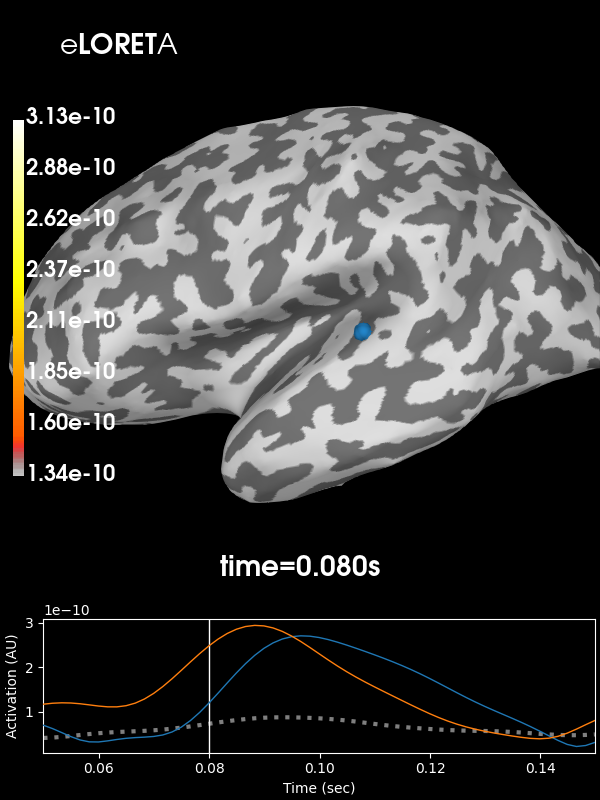 eLORETA
3.13e-10
2.88e-10
2.62e-10
2.37e-10
2.11e-10
1.85e-10
1.60e-10
1.34e-10
time=0.080s
1e−10
3
2
1
Activation (AU)
0.06 0.08 0.10 0.12 0.14
Time (sec)